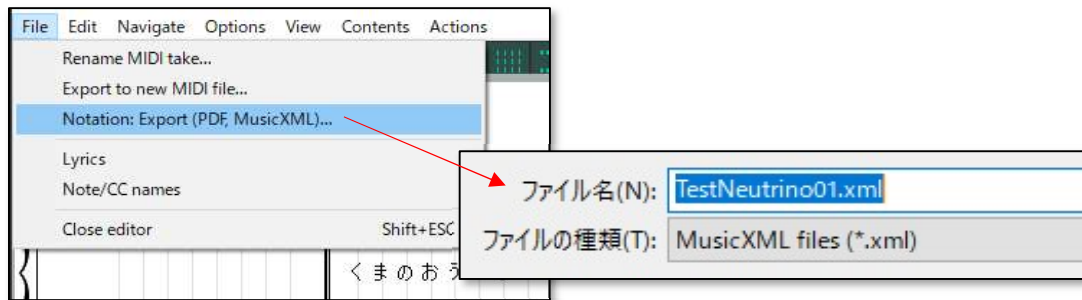 File Edit Navigate Options View Contents Actions
Rename MIDI take...
Export to new MIDI file...
Notation: Export (PDF, MusicXML)...
Lyrics
Note/CC names
Close editor Shift+ESC
くまのおう
ファイル名(N): TestNeutrino01.xml
ファイルの種類(T): MusicXML files (*.xml)